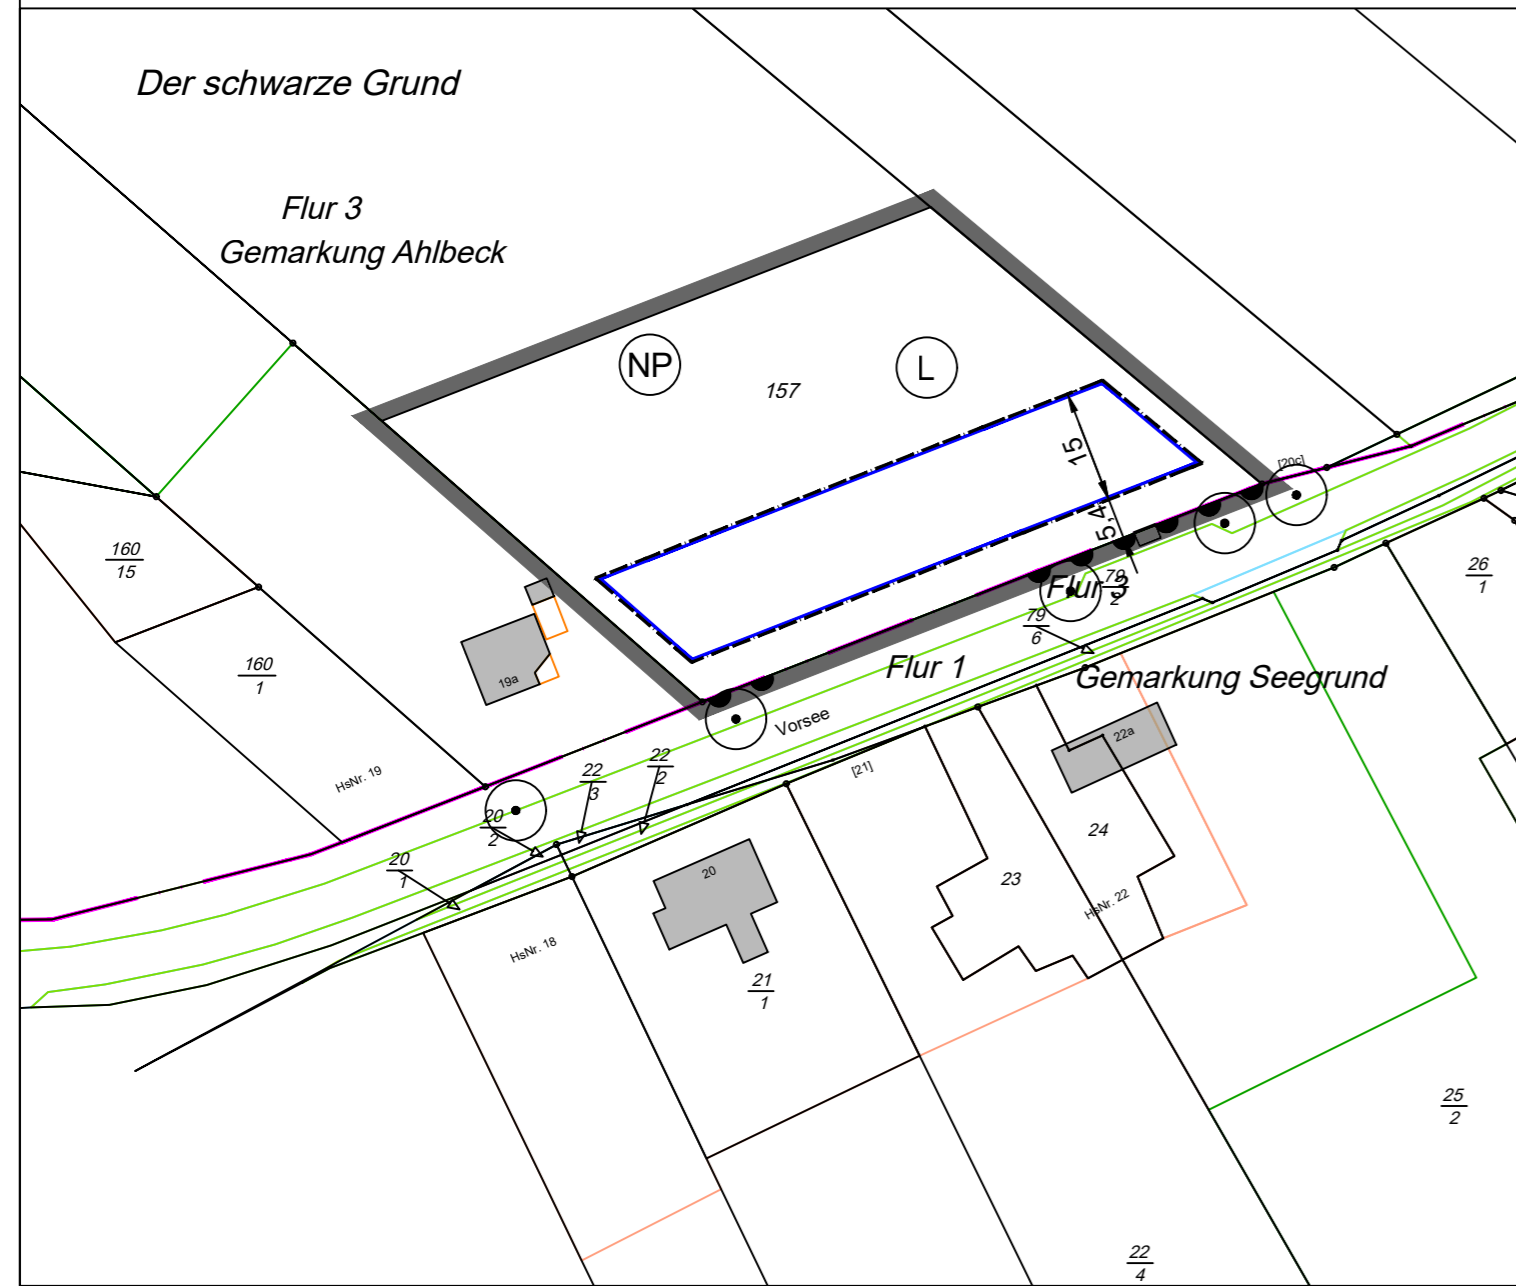 Der schwarze Grund
Flur 3
Gemarkung Ahlbeck
NP
L
157
15
[20c]
5,4
160
15
26
1
Flur 3
79
2
79
6
160
1
19a
Flur 1
Gemarkung Seegrund
Vorsee
22a
HsNr. 19
22
3
22
2
[21]
20
2
20
1
24
23
20
HsNr. 22
HsNr. 18
21
1
25
2
22
4